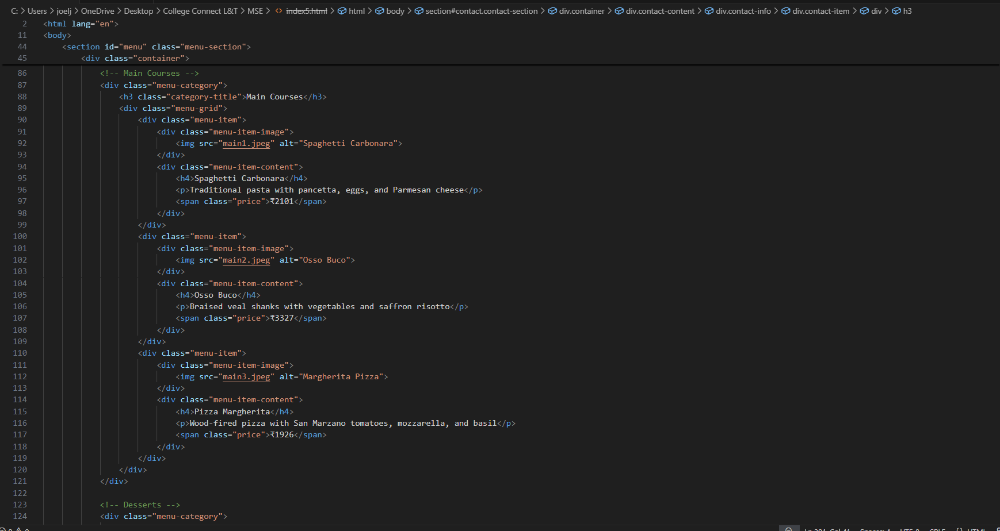 C: > Users > joelj > OneDrive > Desktop > College Connect L&T > MSE > <> index5.html > html > body > section#contact.contact-section > div.container > div.contact-content > div.contact-info > div.contact-item > div > h3
2 <html lang="en">
11 <body>
44 <section id="menu" class="menu-section">
45 <div class="container">
86 <!-- Main Courses -->
87 <div class="menu-category">
88 <h3 class="category-title">Main Courses</h3>
89 <div class="menu-grid">
90 <div class="menu-item">
91 <div class="menu-item-image">
92 <img src="main1.jpeg" alt="Spaghetti Carbonara">
93 </div>
94 <div class="menu-item-content">
95 <h4>Spaghetti Carbonara</h4>
96 <p>Traditional pasta with pancetta, eggs, and Parmesan cheese</p>
97 <span class="price">₹2101</span>
98 </div>
99 </div>
100 <div class="menu-item">
101 <div class="menu-item-image">
102 <img src="main2.jpeg" alt="Osso Buco">
103 </div>
104 <div class="menu-item-content">
105 <h4>Osso Buco</h4>
106 <p>Braised veal shanks with vegetables and saffron risotto</p>
107 <span class="price">₹3327</span>
108 </div>
109 </div>
110 <div class="menu-item">
111 <div class="menu-item-image">
112 <img src="main3.jpeg" alt="Margherita Pizza">
113 </div>
114 <div class="menu-item-content">
115 <h4>Pizza Margherita</h4>
116 <p>Wood-fired pizza with San Marzano tomatoes, mozzarella, and basil</p>
117 <span class="price">₹1926</span>
118 </div>
119 </div>
120 </div>
121 </div>
122
123 <!-- Desserts -->
124 <div class="menu-category">
Ln 201, Col 41 Spaces: 4 UTF-8 CRLF {} HTML